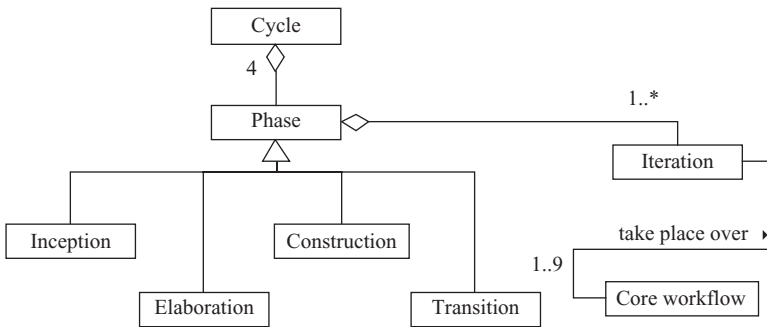 Cycle
4
Phase
1..*
Iteration
Inception
Construction
take place over
1..9
Elaboration
Transition
Core workflow